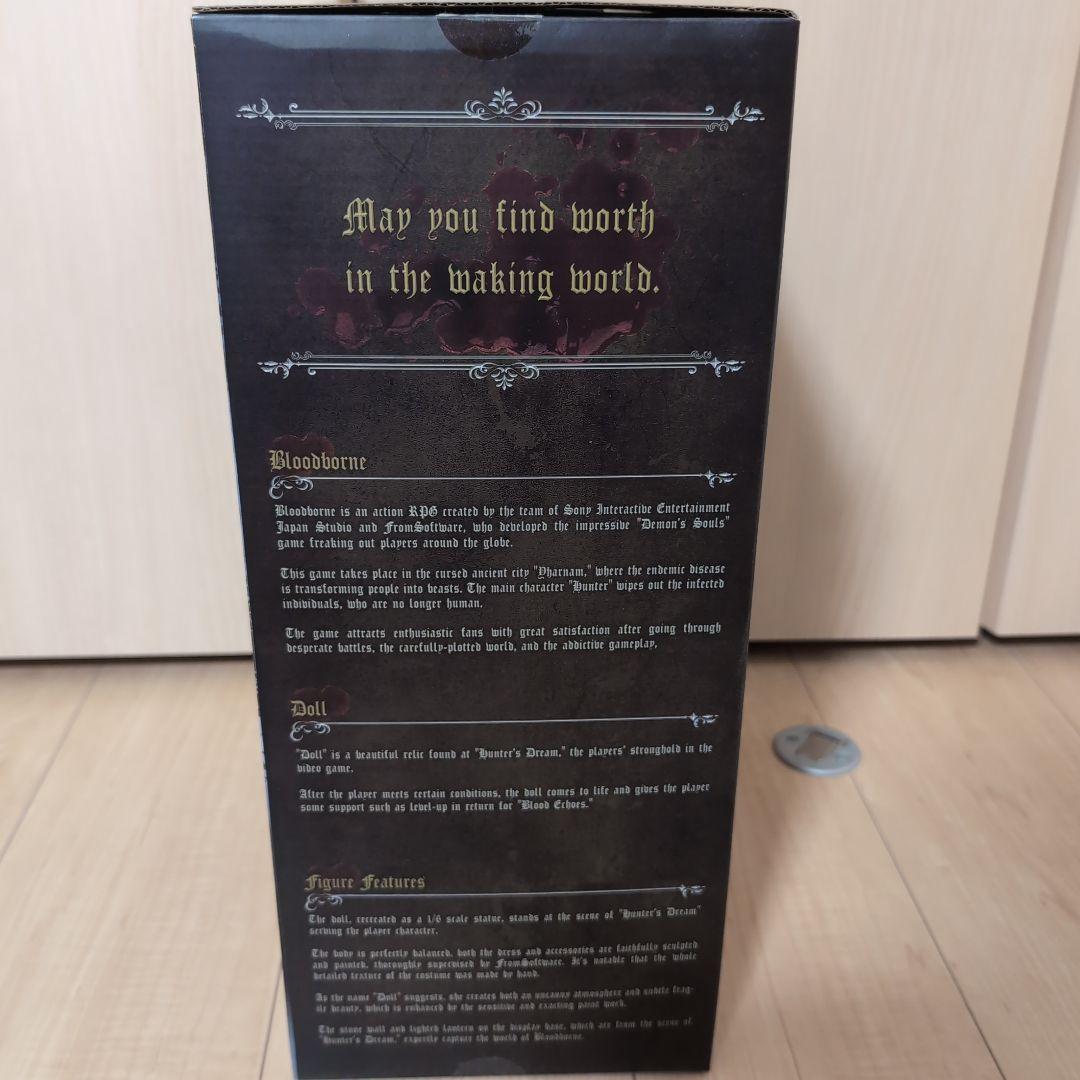 May you find worth
in the waking world.
Bloodborne
Bloodborne is an action RPG created by the team of Sony Interactive Entertainment
Japan Studio and FromSoftware, who developed the impressive "Demon's Souls"
game freaking out players around the globe.
This game takes place in the cursed ancient city "Yharnam," where the endemic disease
is transforming people into beasts. The main character "Hunter" wipes out the infected
individuals, who are no longer human.
The game attracts enthusiastic fans with great satisfaction after going through
desperate battles, the carefully-plotted world, and the addictive gameplay,
Doll
"Doll" is a beautiful relic found at "Hunter's Dream," the players' stronghold in the
video game.
After the player meets certain conditions, the doll comes to life and gives the player
some support such as level-up in return for "Blood Echoes."
Figure Features
The doll, recreated as a 1/6 scale statue, stands at the scene of "Hunter's Dream"
serving the player character.
The body is perfectly balanced, both the dress and accessories are faithfully sculpted
and painted, thoroughly supervised by FromSoftware. It's notable that the whole
detailed texture of the costume was made by hand.
As the name "Doll" suggests, she creates both an uncanny atmosphere and subtle frag-
ile beauty, which is enhanced by the sensitive and exacting paint work.
The stone wall and lighted lantern on the display base, which are from the scene of
"Hunter's Dream," expertly capture the world of Bloodborne.